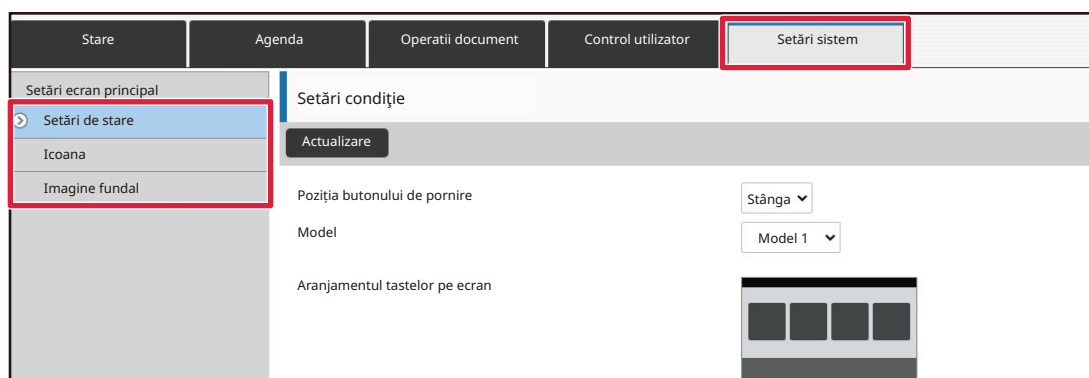 Stare
Agenda
Operatii document
Control utilizator
Setări sistem
Setări ecran principal
Setări de stare
Icoana
Imagine fundal
Setări condiţie
Actualizare
Poziția butonului de pornire
Stânga
Model
Model 1
Aranjamentul tastelor pe ecran